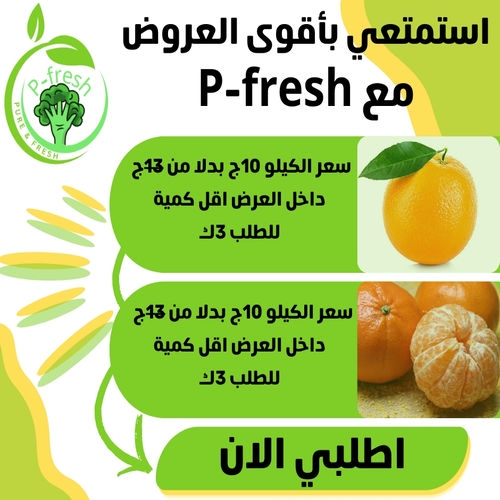 استمتعي بأقوى العروض
مع P-fresh
P-fresh
PURE & FRESH
سعر الكيلو 10ج بدلا من 13ج
داخل العرض اقل كمية
للطلب 3ك
سعر الكيلو 10ج بدلا من 13ج
داخل العرض اقل كمية
للطلب 3ك
اطلبي الان